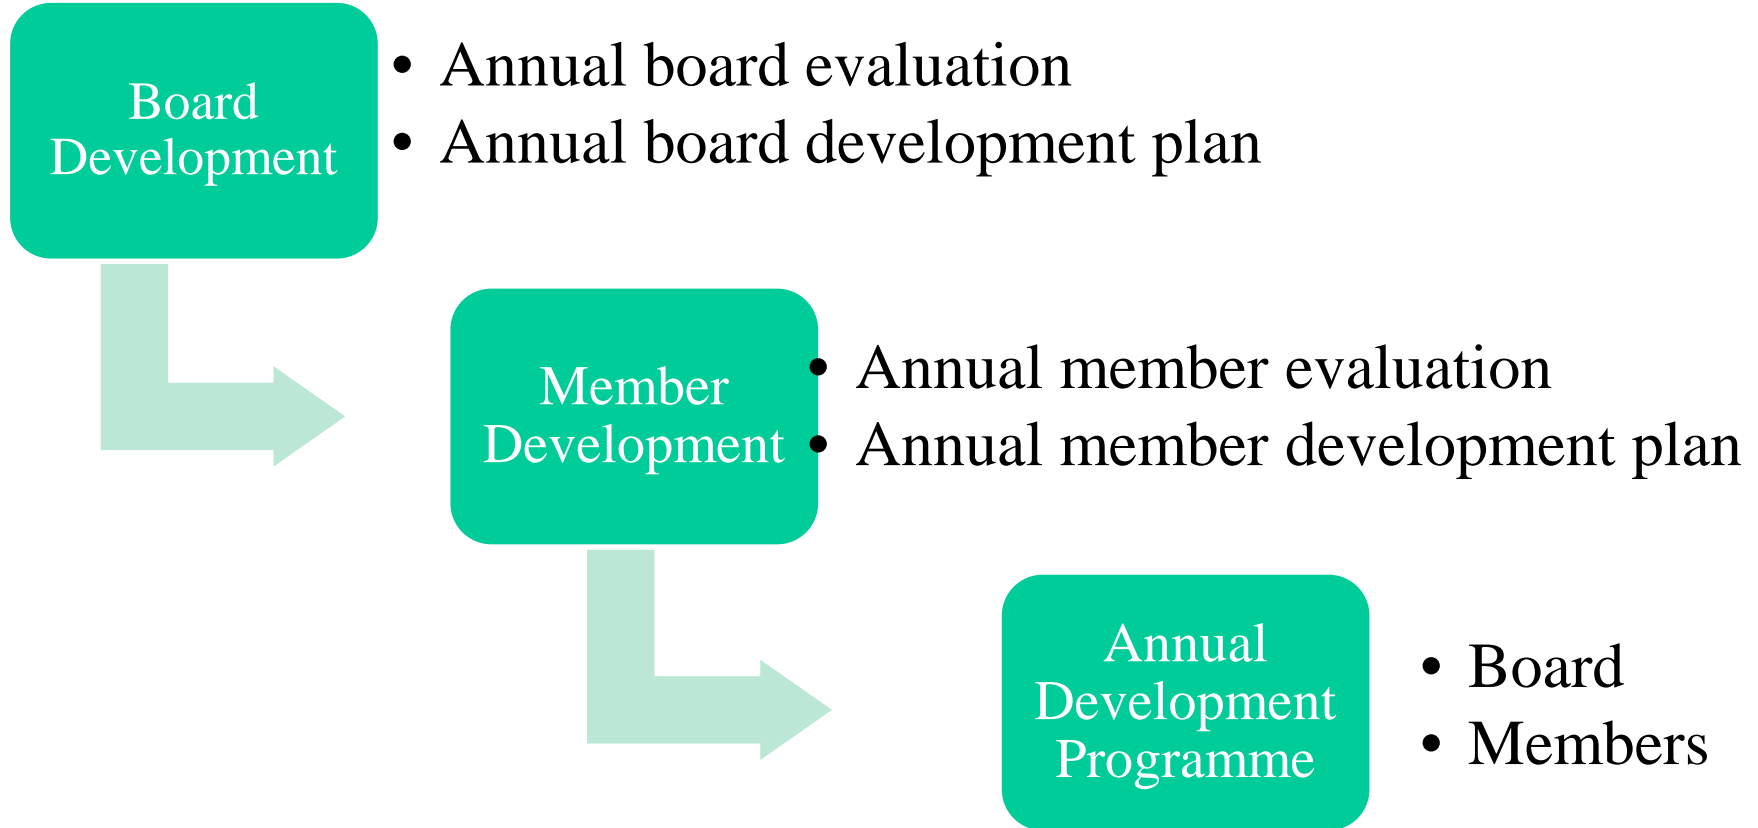 Board
Development
• Annual board evaluation
• Annual board development plan
Member
Development
• Annual member evaluation
• Annual member development plan
Annual
Development
Programme
• Board
• Members